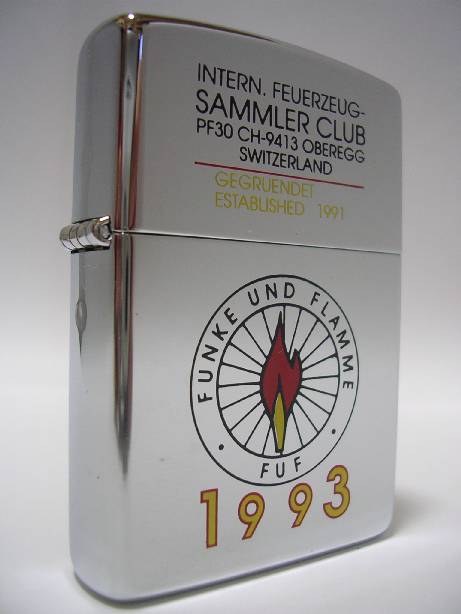 INTERN. FEUERZEUG-
SAMMLER CLUB
PF30 CH-9413 OBEREGG
SWITZERLAND
GEGRUENDET
ESTABLISHED 1991
FUNKE UND FLAMME
FUF
1993